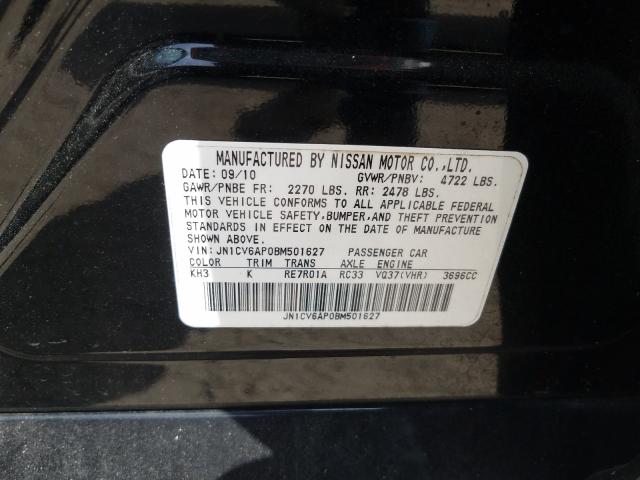 MANUFACTURED BY NISSAN MOTOR CO.,LTD.
DATE: 09/10 GVWR/PNBV: 4722 LBS.
GAWR/PNBE FR: 2270 LBS. RR: 2478 LBS.
THIS VEHICLE CONFORMS TO ALL APPLICABLE FEDERAL
MOTOR VEHICLE SAFETY,BUMPER,AND THEFT PREVENTION
STANDARDS IN EFFECT ON THE DATE OF MANUFACTURE
SHOWN ABOVE.
VIN:JN1CV6AP0BM501627 PASSENGER CAR
COLOR TRIM TRANS AXLE ENGINE
KH3 K RE7R01A RC33 VQ37(VHR) 3696CC
JN1CV6AP0BM501627